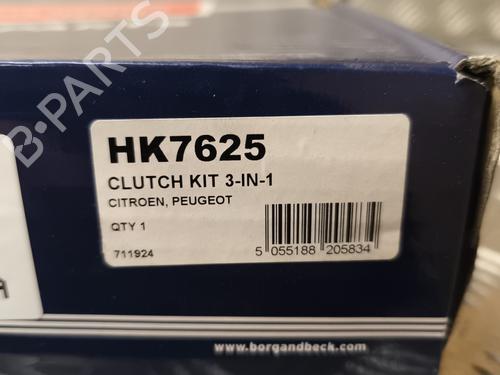 HK7625
CLUTCH KIT 3-IN-1
CITROEN, PEUGEOT
QTY 1
711924
5 055188 205834
www.borgandbeck.com
B-PARTS